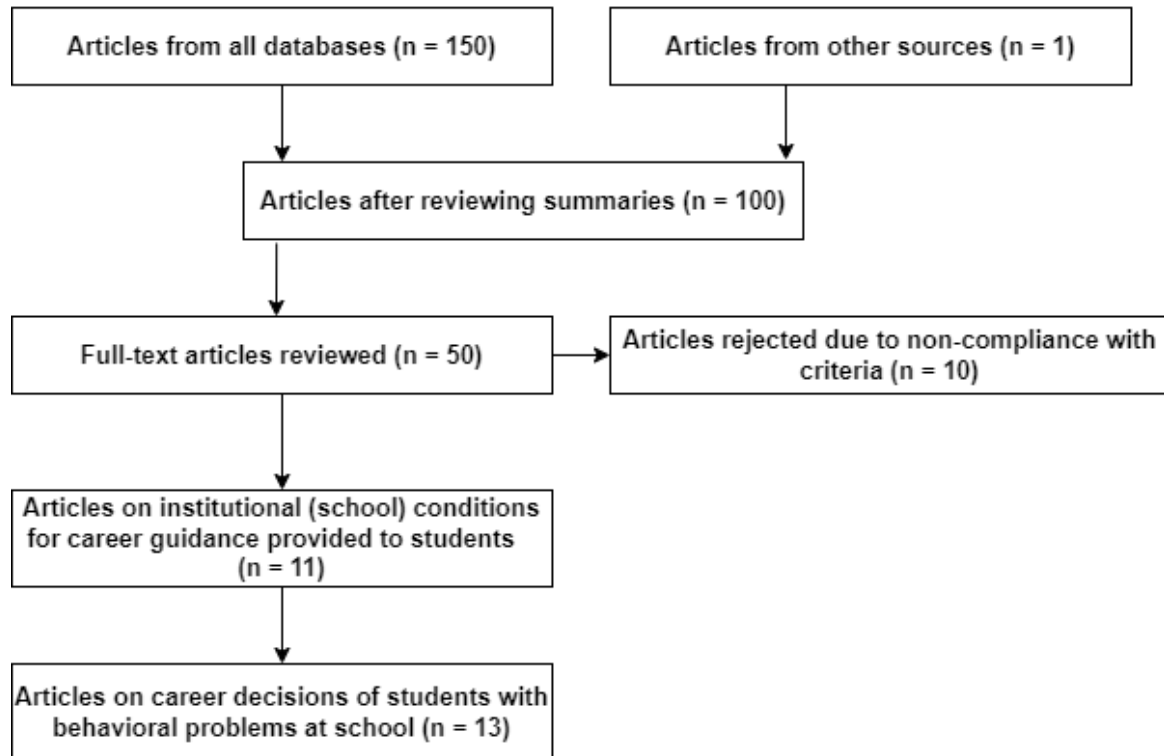 Articles from all databases (n = 150)
Articles from other sources (n = 1)
Articles after reviewing summaries (n = 100)
Full-text articles reviewed (n = 50)
Articles rejected due to non-compliance with
criteria (n = 10)
Articles on institutional (school) conditions
for career guidance provided to students
(n = 11)
Articles on career decisions of students with
behavioral problems at school (n = 13)